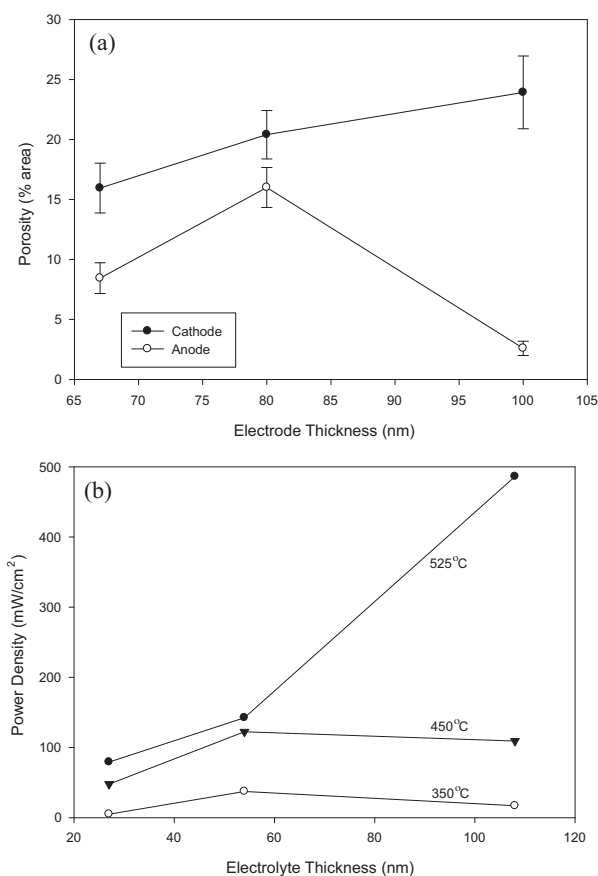 (a)
30
25
20
15
10
5
0
Porosity (% area)
Cathode
Anode
65 70 75 80 85 90 95 100 105
Electrode Thickness (nm)
(b)
500
400
300
200
100
0
Power Density (mW/cm²)
525°C
450°C
350°C
20 40 60 80 100 120
Electrolyte Thickness (nm)